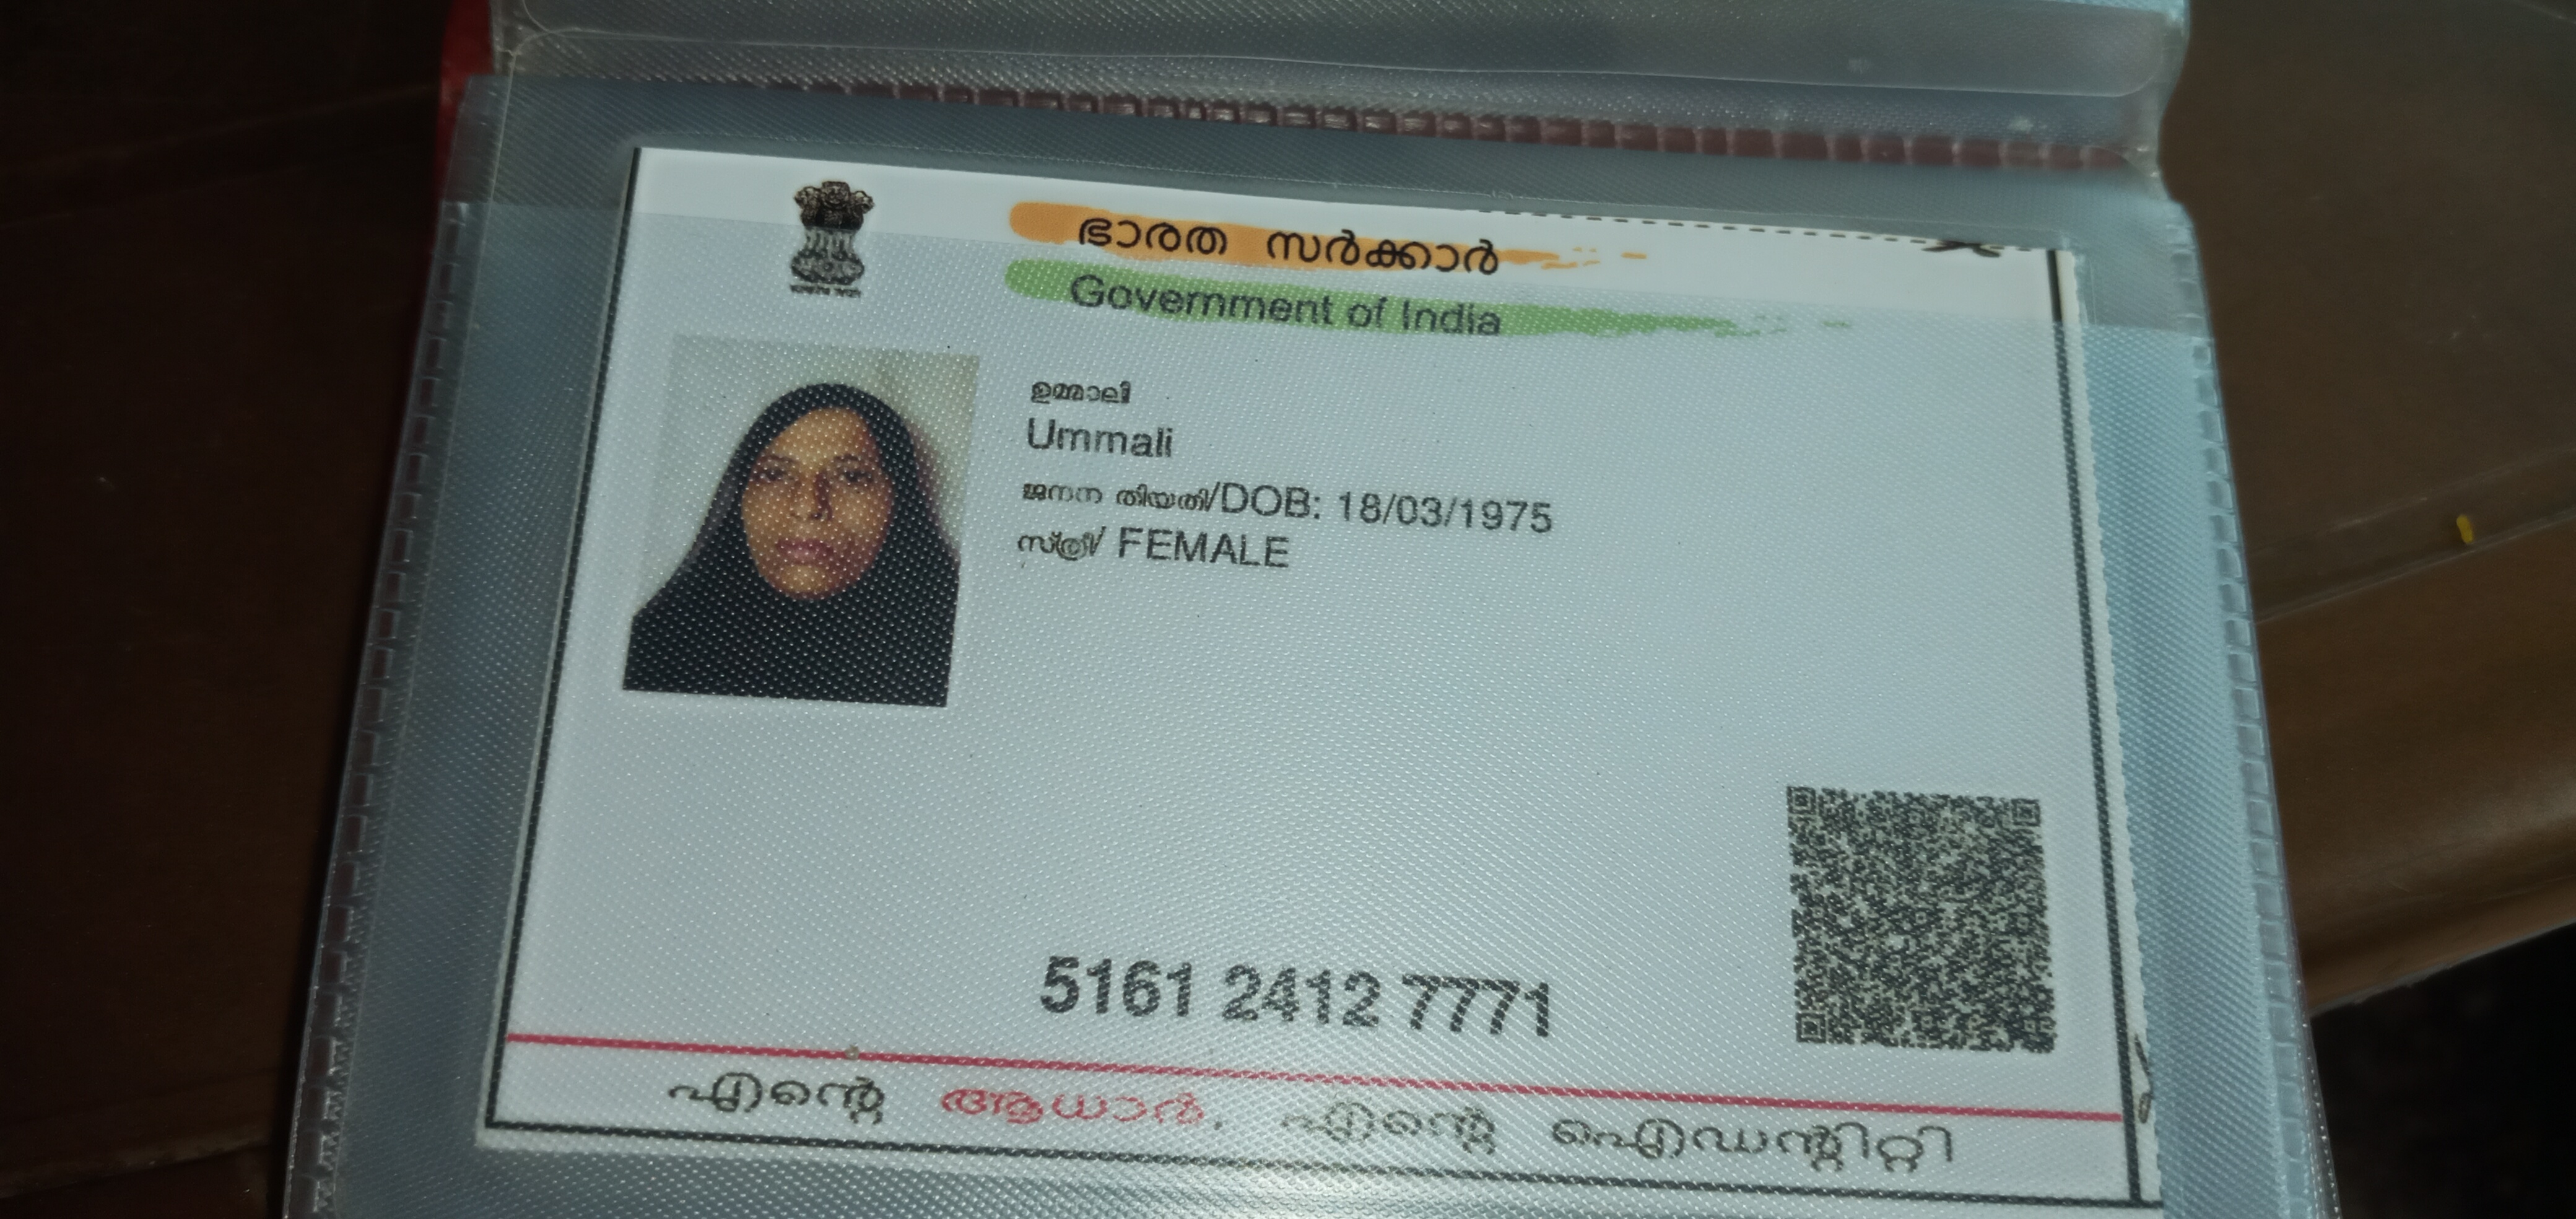 ഭാരത സർക്കാർ
Government of India
ഉമ്മാലി
Ummali
ജനന തിയതി/DOB: 18/03/1975
സ്ത്രീ/ FEMALE
5161 2412 7771
എന്റെ ആധാർ, എന്റെ ഐഡന്റിറ്റി